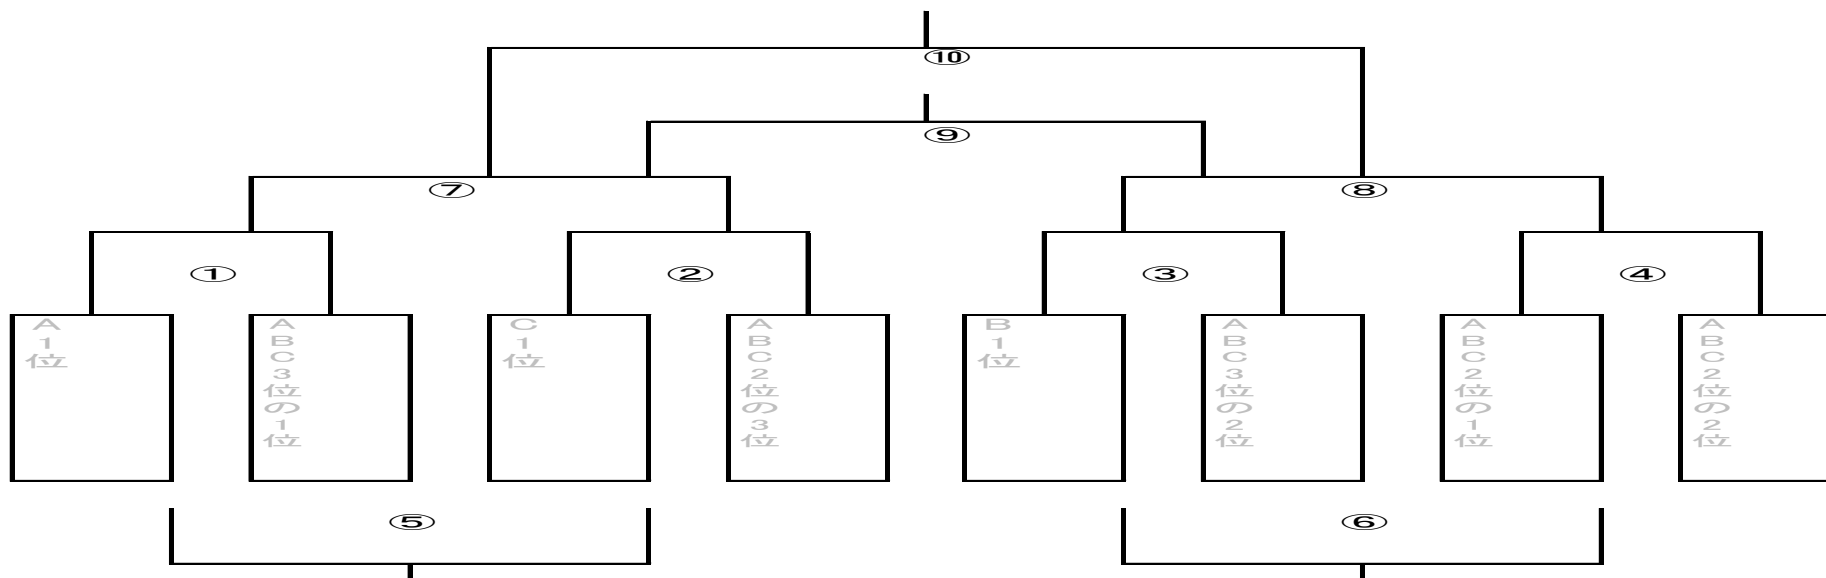 ⑩
⑨
⑦
⑧
①
②
③
④
A1位
ABC3位の1位
C1位
ABC2位の3位
B1位
ABC3位の2位
ABC2位の1位
ABC2位の2位
⑤
⑥